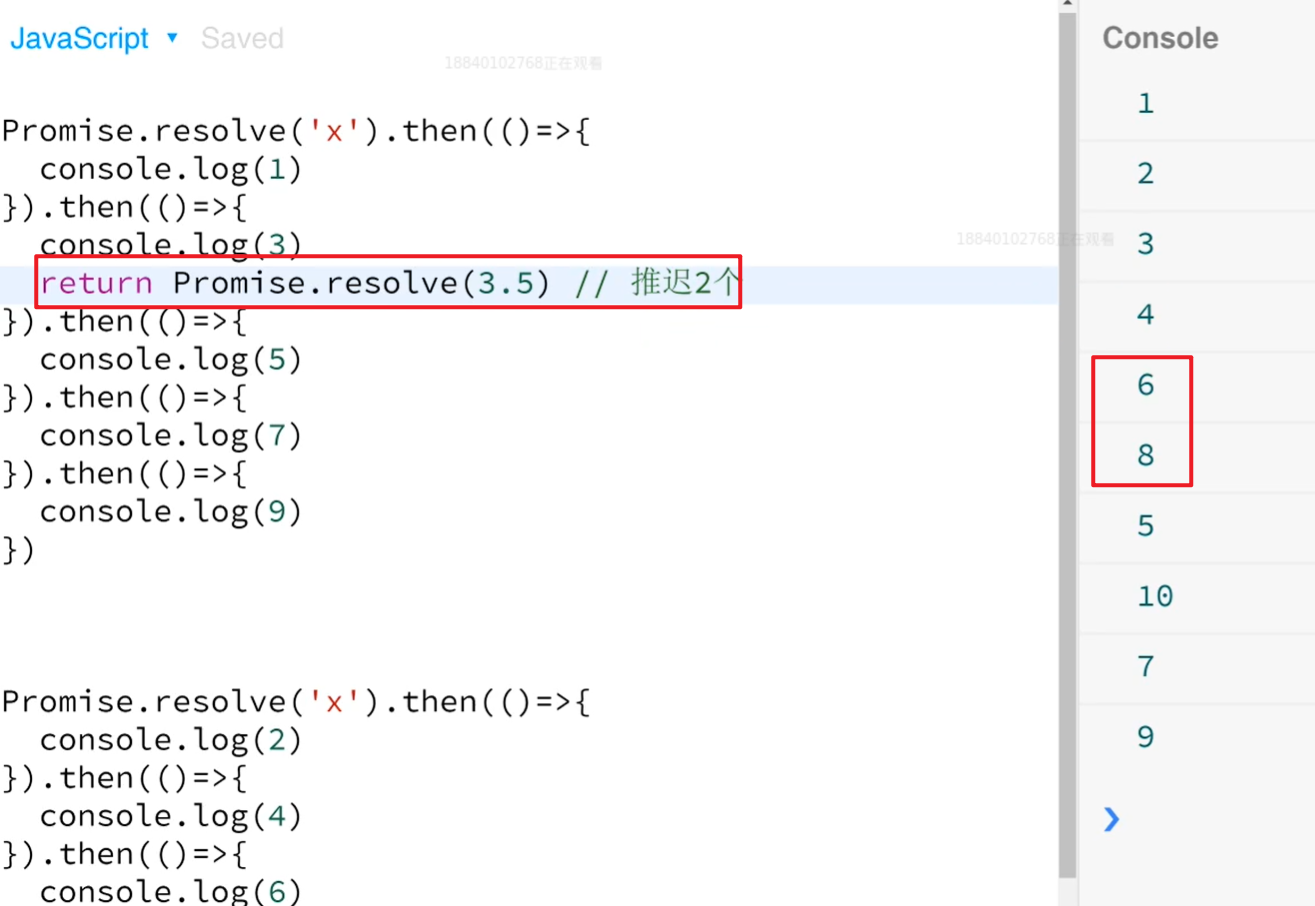 JavaScript ▾ Saved
18840102768正在观看
Promise.resolve('x').then(()=>{
  console.log(1)
}).then(()=>{
  console.log(3)
  return Promise.resolve(3.5) // 推迟2个
}).then(()=>{
  console.log(5)
}).then(()=>{
  console.log(7)
}).then(()=>{
  console.log(9)
})
Promise.resolve('x').then(()=>{
  console.log(2)
}).then(()=>{
  console.log(4)
}).then(()=>{
  console.log(6)
18840102768正在观看
Console
1
2
3
4
6
8
5
10
7
9